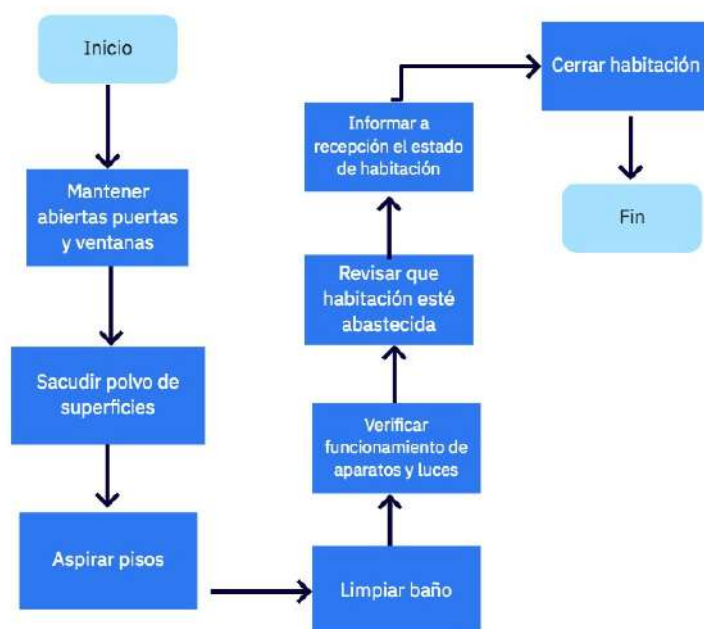 Inicio
Mantener
abiertas puertas
y ventanas
Sacudir polvo de
superficies
Aspirar pisos
Limpiar baño
Verificar
funcionamiento de
aparatos y luces
Revisar que
habitación esté
abastecida
Informar a
recepción el estado
de habitación
Cerrar habitación
Fin